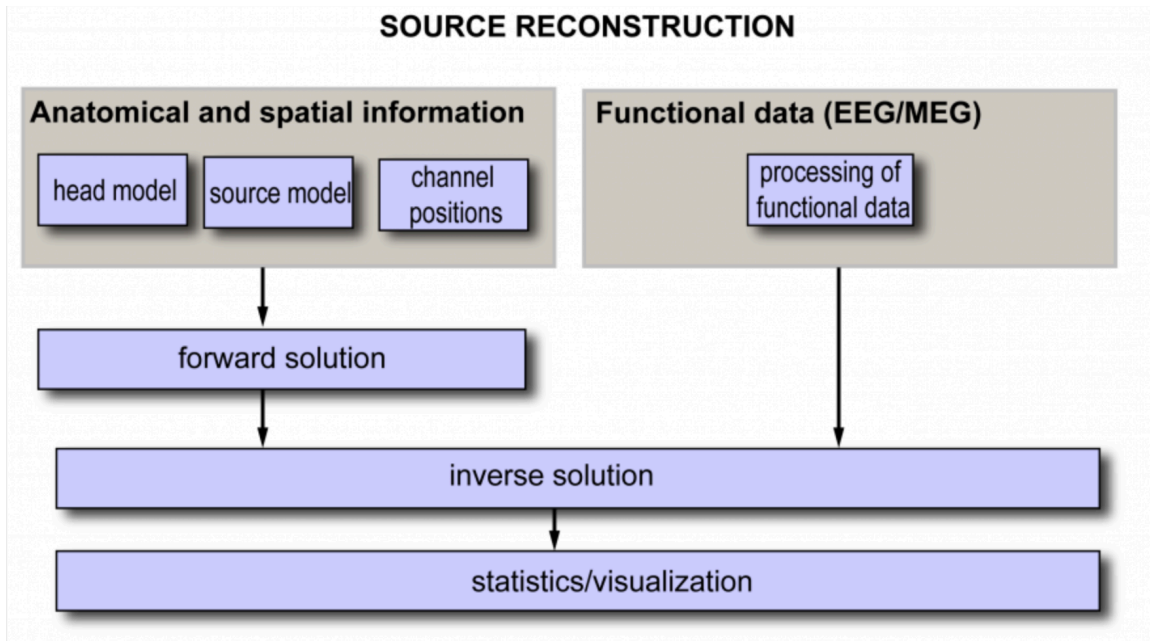 SOURCE RECONSTRUCTION
Anatomical and spatial information
head model
source model
channel
positions
Functional data (EEG/MEG)
processing of
functional data
forward solution
inverse solution
statistics/visualization